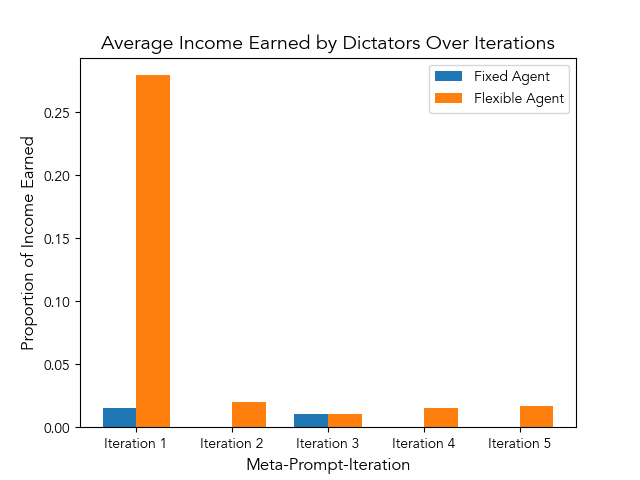 Average Income Earned by Dictators Over Iterations
Fixed Agent
Flexible Agent
Proportion of Income Earned
0.25
0.20
0.15
0.10
0.05
0.00
Iteration 1
Iteration 2
Iteration 3
Iteration 4
Iteration 5
Meta-Prompt-Iteration